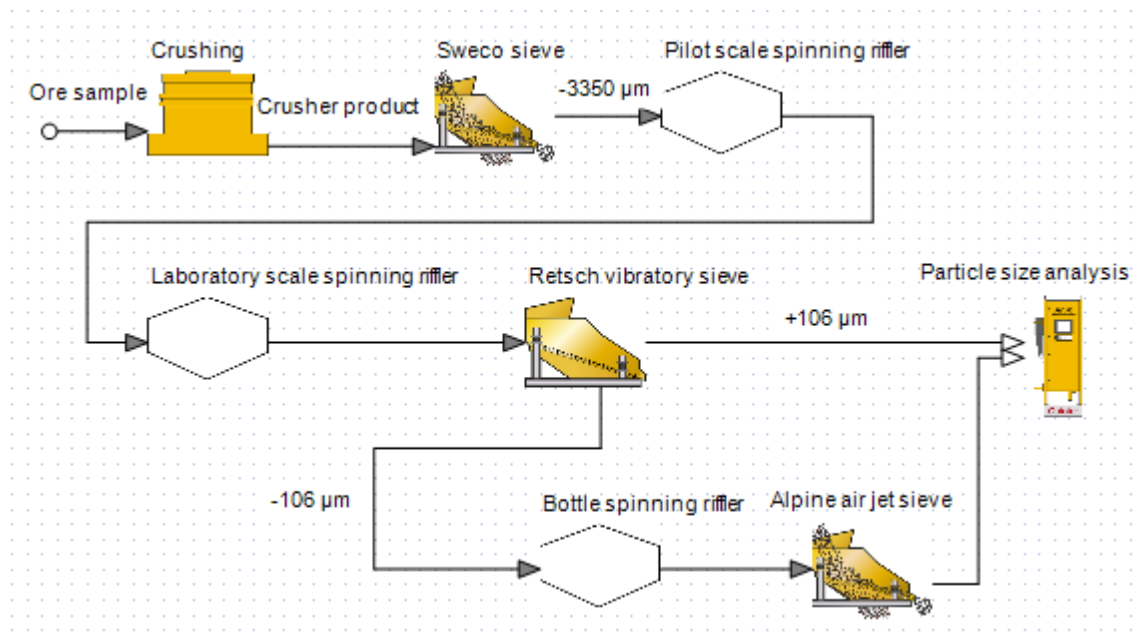 Crushing
Sweco sieve
Pilot scale spinning riffler
Ore sample
Crusher product
-3350 µm
Laboratory scale spinning riffler
Retsch vibratory sieve
Particle size analysis
+106 µm
-106 µm
Bottle spinning riffler
Alpine air jet sieve